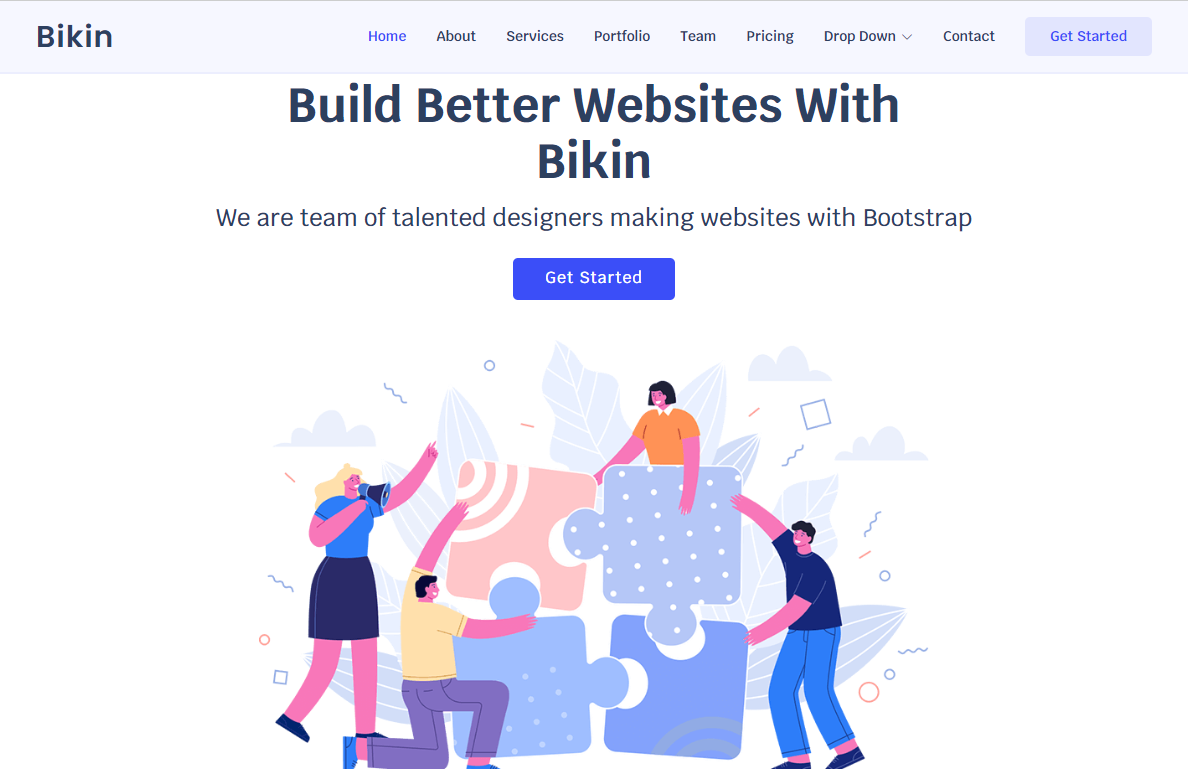 Bikin Home About Services Portfolio Team Pricing Drop Down Contact Get Started
Build Better Websites With
Bikin
We are team of talented designers making websites with Bootstrap
Get Started